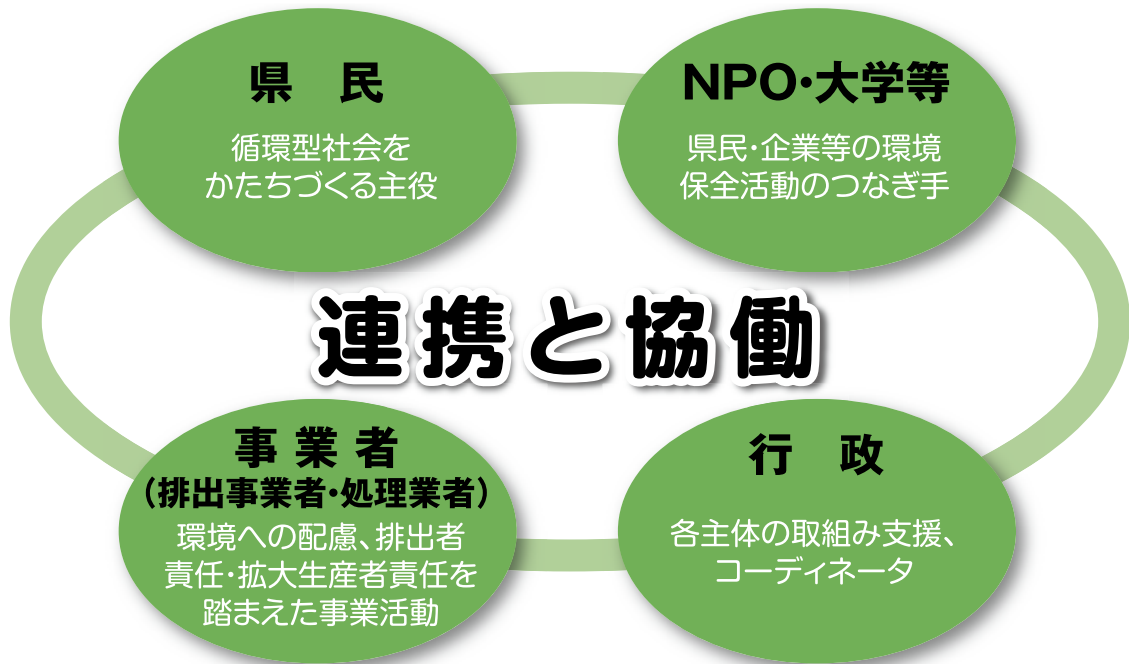 県　民
循環型社会を
かたちづくる主役
NPO・大学等
県民・企業等の環境
保全活動のつなぎ手
連携と協働
事業者
（排出事業者・処理業者）
環境への配慮、排出者
責任・拡大生産者責任を
踏まえた事業活動
行　政
各主体の取組み支援、
コーディネータ